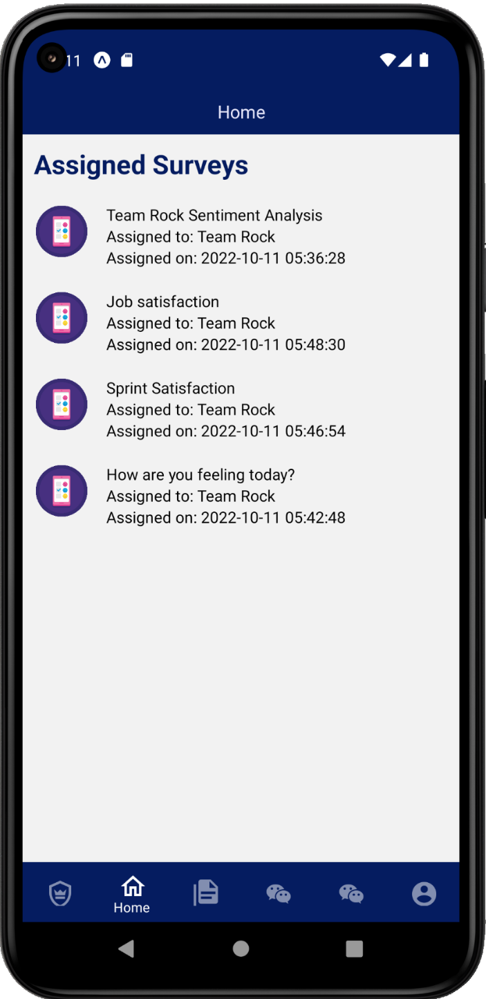 11
Home
Assigned Surveys
Team Rock Sentiment Analysis
Assigned to: Team Rock
Assigned on: 2022-10-11 05:36:28
Job satisfaction
Assigned to: Team Rock
Assigned on: 2022-10-11 05:48:30
Sprint Satisfaction
Assigned to: Team Rock
Assigned on: 2022-10-11 05:46:54
How are you feeling today?
Assigned to: Team Rock
Assigned on: 2022-10-11 05:42:48
Home